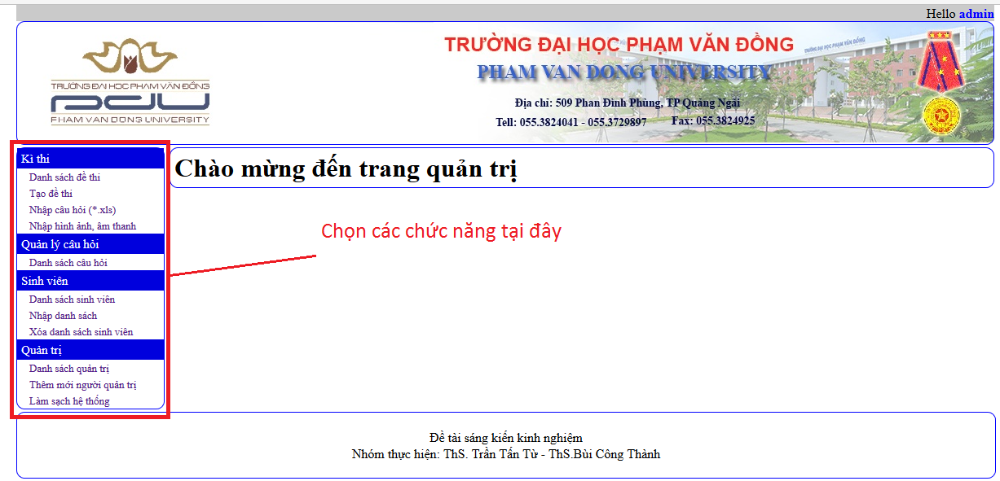 Hello admin
TRƯỜNG ĐẠI HỌC PHẠM VĂN ĐỒNG
pdu
PHAM VAN DONG UNIVERSITY
TRƯỜNG ĐẠI HỌC PHẠM VĂN ĐỒNG
PHAM VAN DONG UNIVERSITY
Địa chỉ: 509 Phan Đình Phùng, TP Quảng Ngãi
Tell: 055.3824041 - 055.3729897 Fax: 055.3824925
TRƯỜNG ĐẠI HỌC PHẠM VĂN ĐỒNG
Kì thi
Danh sách đề thi
Tạo đề thi
Nhập câu hỏi (*.xls)
Nhập hình ảnh, âm thanh
Quản lý câu hỏi
Danh sách câu hỏi
Sinh viên
Danh sách sinh viên
Nhập danh sách
Xóa danh sách sinh viên
Quản trị
Danh sách quản trị
Thêm mới người quản trị
Làm sạch hệ thống
Chào mừng đến trang quản trị
Chọn các chức năng tại đây
Đề tài sáng kiến kinh nghiệm
Nhóm thực hiện: ThS. Trần Tấn Từ - ThS.Bùi Công Thành